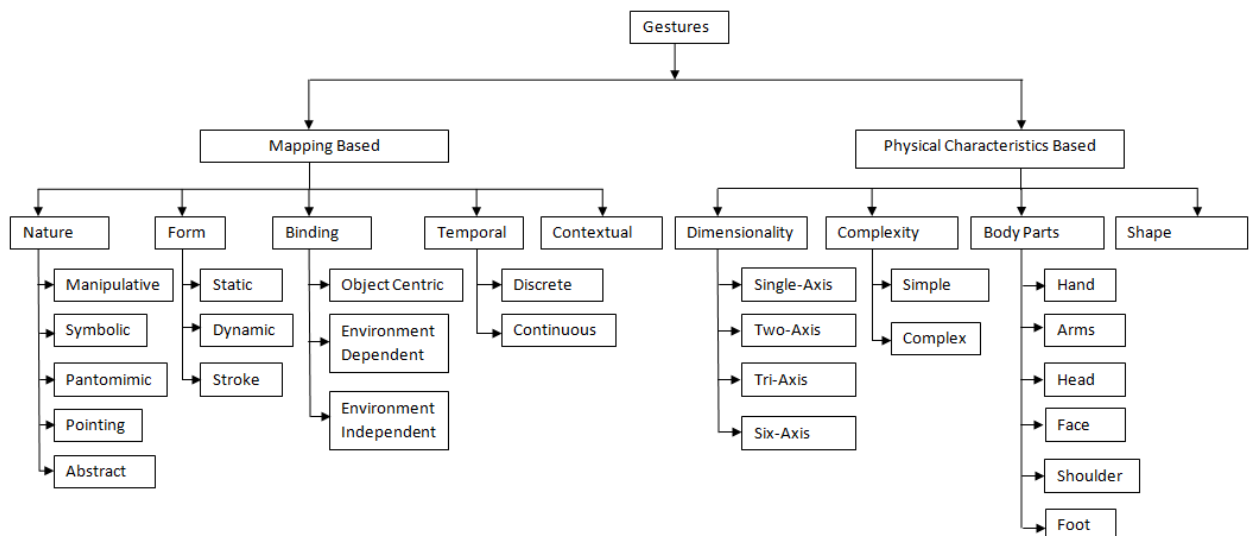 Gestures
Mapping Based
Physical Characteristics Based
Nature
Form
Binding
Temporal
Contextual
Dimensionality
Complexity
Body Parts
Shape
Manipulative
Symbolic
Pantomimic
Pointing
Abstract
Static
Dynamic
Stroke
Object Centric
Environment
Dependent
Environment
Independent
Discrete
Continuous
Single-Axis
Two-Axis
Tri-Axis
Six-Axis
Simple
Complex
Hand
Arms
Head
Face
Shoulder
Foot